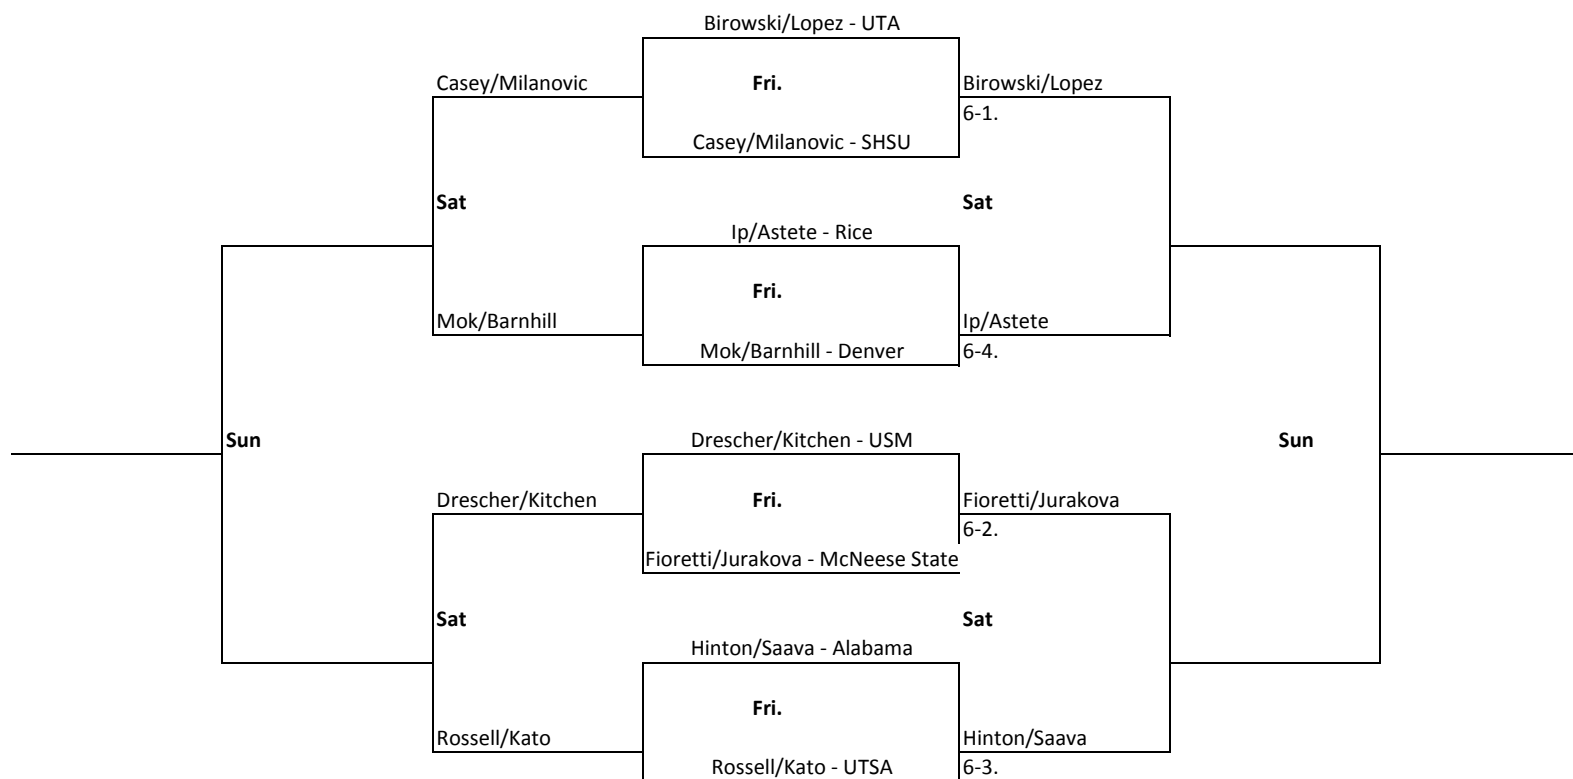 Birowski/Lopez - UTA
Casey/Milanovic
Fri.
Birowski/Lopez
6-1.
Casey/Milanovic - SHSU
Sat
Sat
Ip/Astete - Rice
Fri.
Mok/Barnhill
Ip/Astete
Mok/Barnhill - Denver
6-4.
Sun
Drescher/Kitchen - USM
Sun
Drescher/Kitchen
Fri.
Fioretti/Jurakova
6-2.
Fioretti/Jurakova - McNeese State
Sat
Sat
Hinton/Saava - Alabama
Fri.
Rossell/Kato
Hinton/Saava
Rossell/Kato - UTSA
6-3.